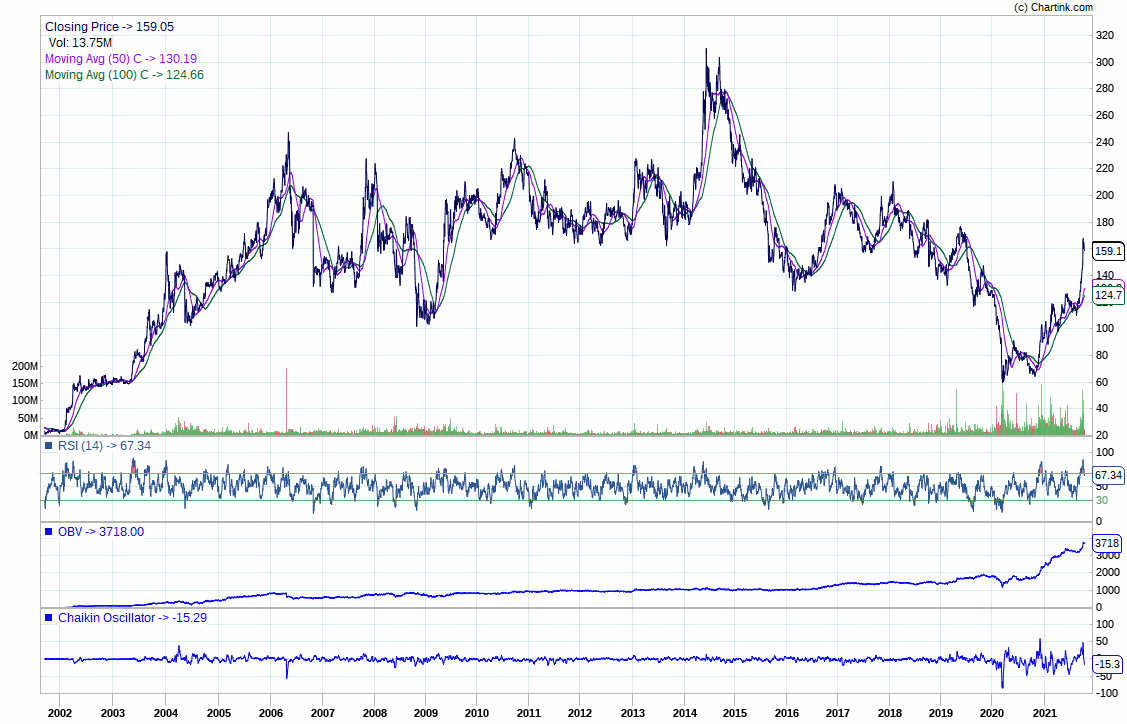 (c) Chartink.com
Closing Price -> 159.05
Vol: 13.75M
Moving Avg (50) C -> 130.19
Moving Avg (100) C -> 124.66
320
300
280
260
240
220
200
180
159.1
140
124.7
100
80
60
40
20
200M
150M
100M
50M
0M
RSI (14) -> 67.34
100
67.34
50
30
0
OBV -> 3718.00
3718
3000
2000
1000
0
Chaikin Oscillator -> -15.29
100
50
-15.3
-50
-100
2002 2003 2004 2005 2006 2007 2008 2009 2010 2011 2012 2013 2014 2015 2016 2017 2018 2019 2020 2021